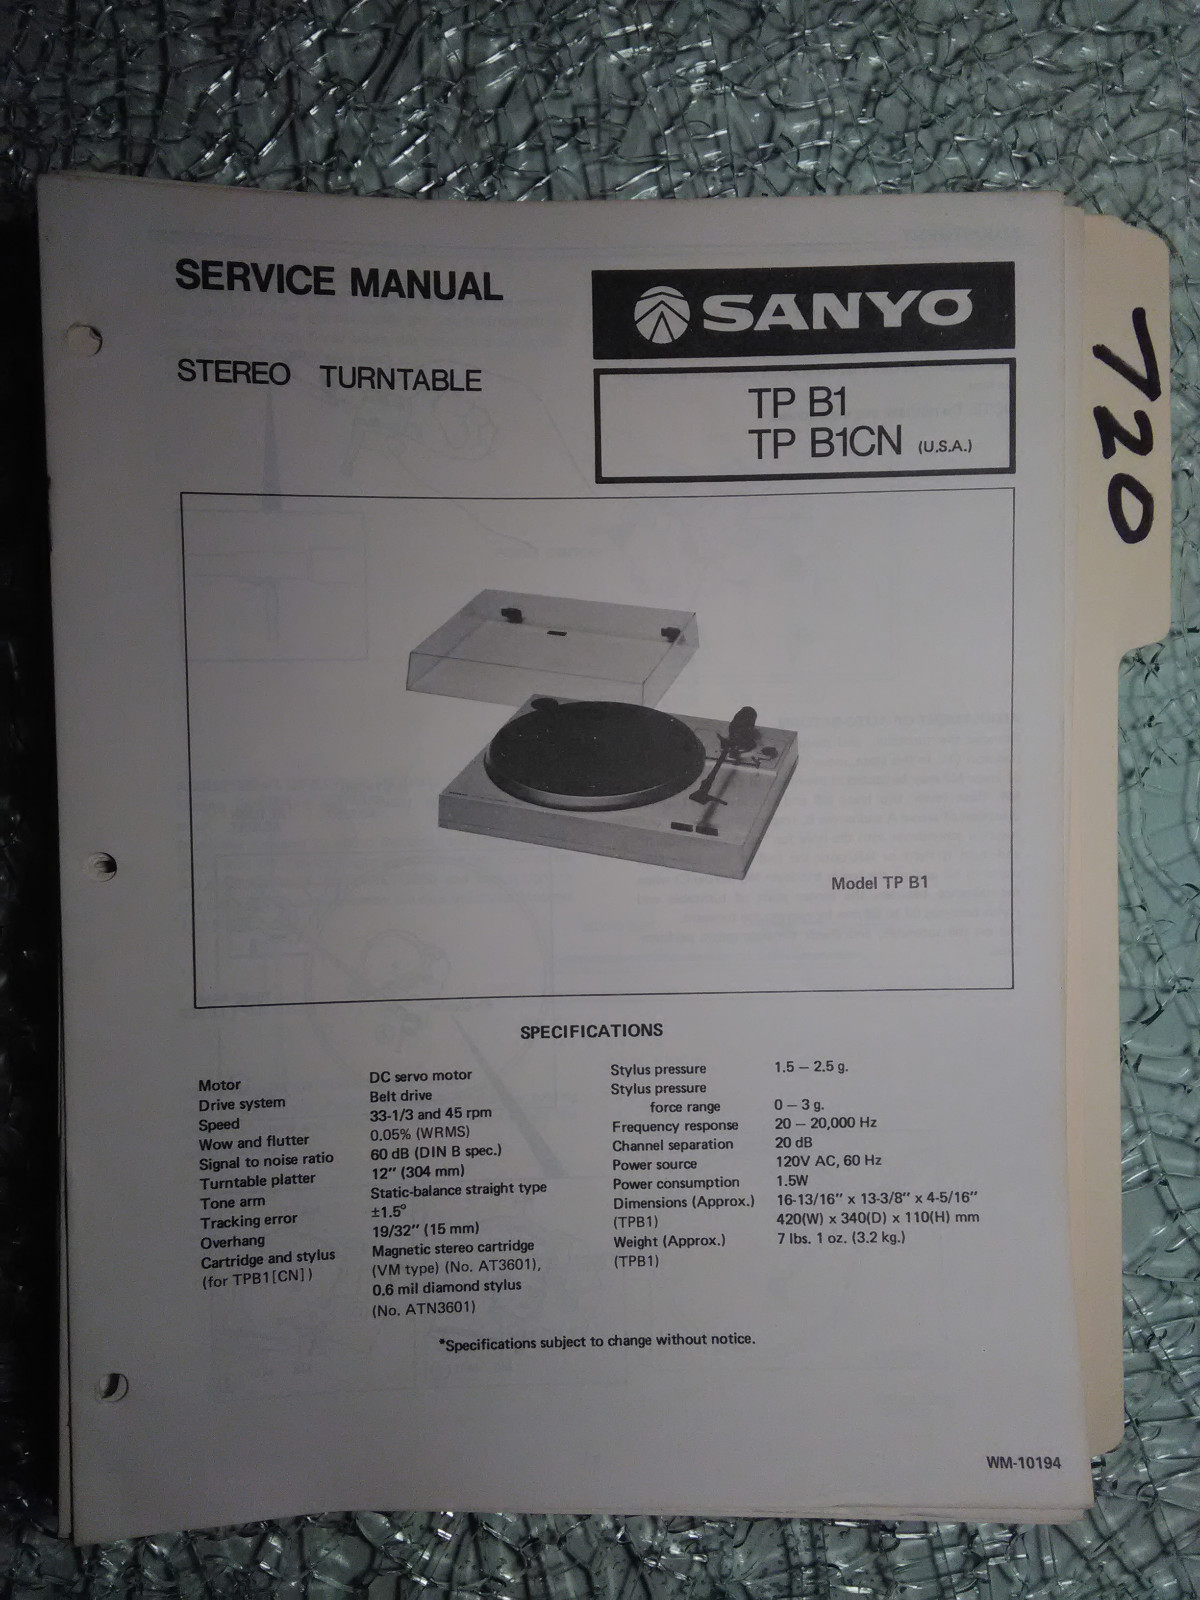 SERVICE MANUAL
SANYO
STEREO TURNTABLE
TP B1
TP B1CN (U.S.A.)
720
Model TP B1
SPECIFICATIONS
Motor DC servo motor
Drive system Belt drive
Speed 33-1/3 and 45 rpm
Wow and flutter 0.05% (WRMS)
Signal to noise ratio 60 dB (DIN B spec.)
Turntable platter 12" (304 mm)
Tone arm Static-balance straight type
Tracking error ±1.5°
Overhang 19/32" (15 mm)
Cartridge and stylus Magnetic stereo cartridge
(for TPB1[CN]) (VM type) (No. AT3601),
0.6 mil diamond stylus
(No. ATN3601)
Stylus pressure 1.5 – 2.5 g.
Stylus pressure
force range 0 – 3 g.
Frequency response 20 – 20,000 Hz
Channel separation 20 dB
Power source 120V AC, 60 Hz
Power consumption 1.5W
Dimensions (Approx.) 16-13/16" x 13-3/8" x 4-5/16"
(TPB1) 420(W) x 340(D) x 110(H) mm
Weight (Approx.) 7 lbs. 1 oz. (3.2 kg.)
(TPB1)
*Specifications subject to change without notice.
WM-10194